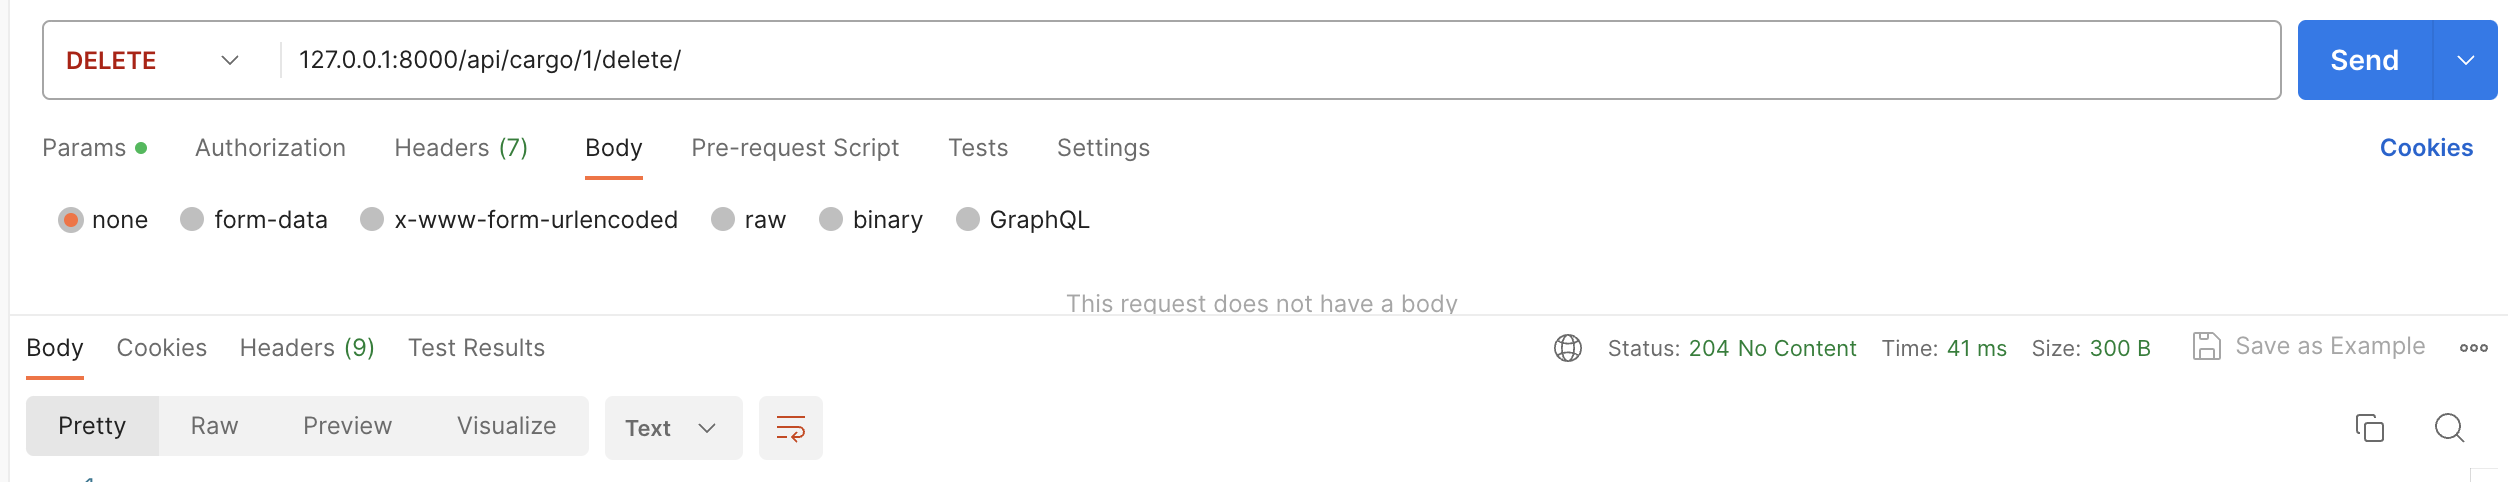 DELETE 127.0.0.1:8000/api/cargo/1/delete/ Send
Params Authorization Headers (7) Body Pre-request Script Tests Settings Cookies
none form-data x-www-form-urlencoded raw binary GraphQL
This request does not have a body
Body Cookies Headers (9) Test Results Status: 204 No Content Time: 41 ms Size: 300 B Save as Example
Pretty Raw Preview Visualize Text
1